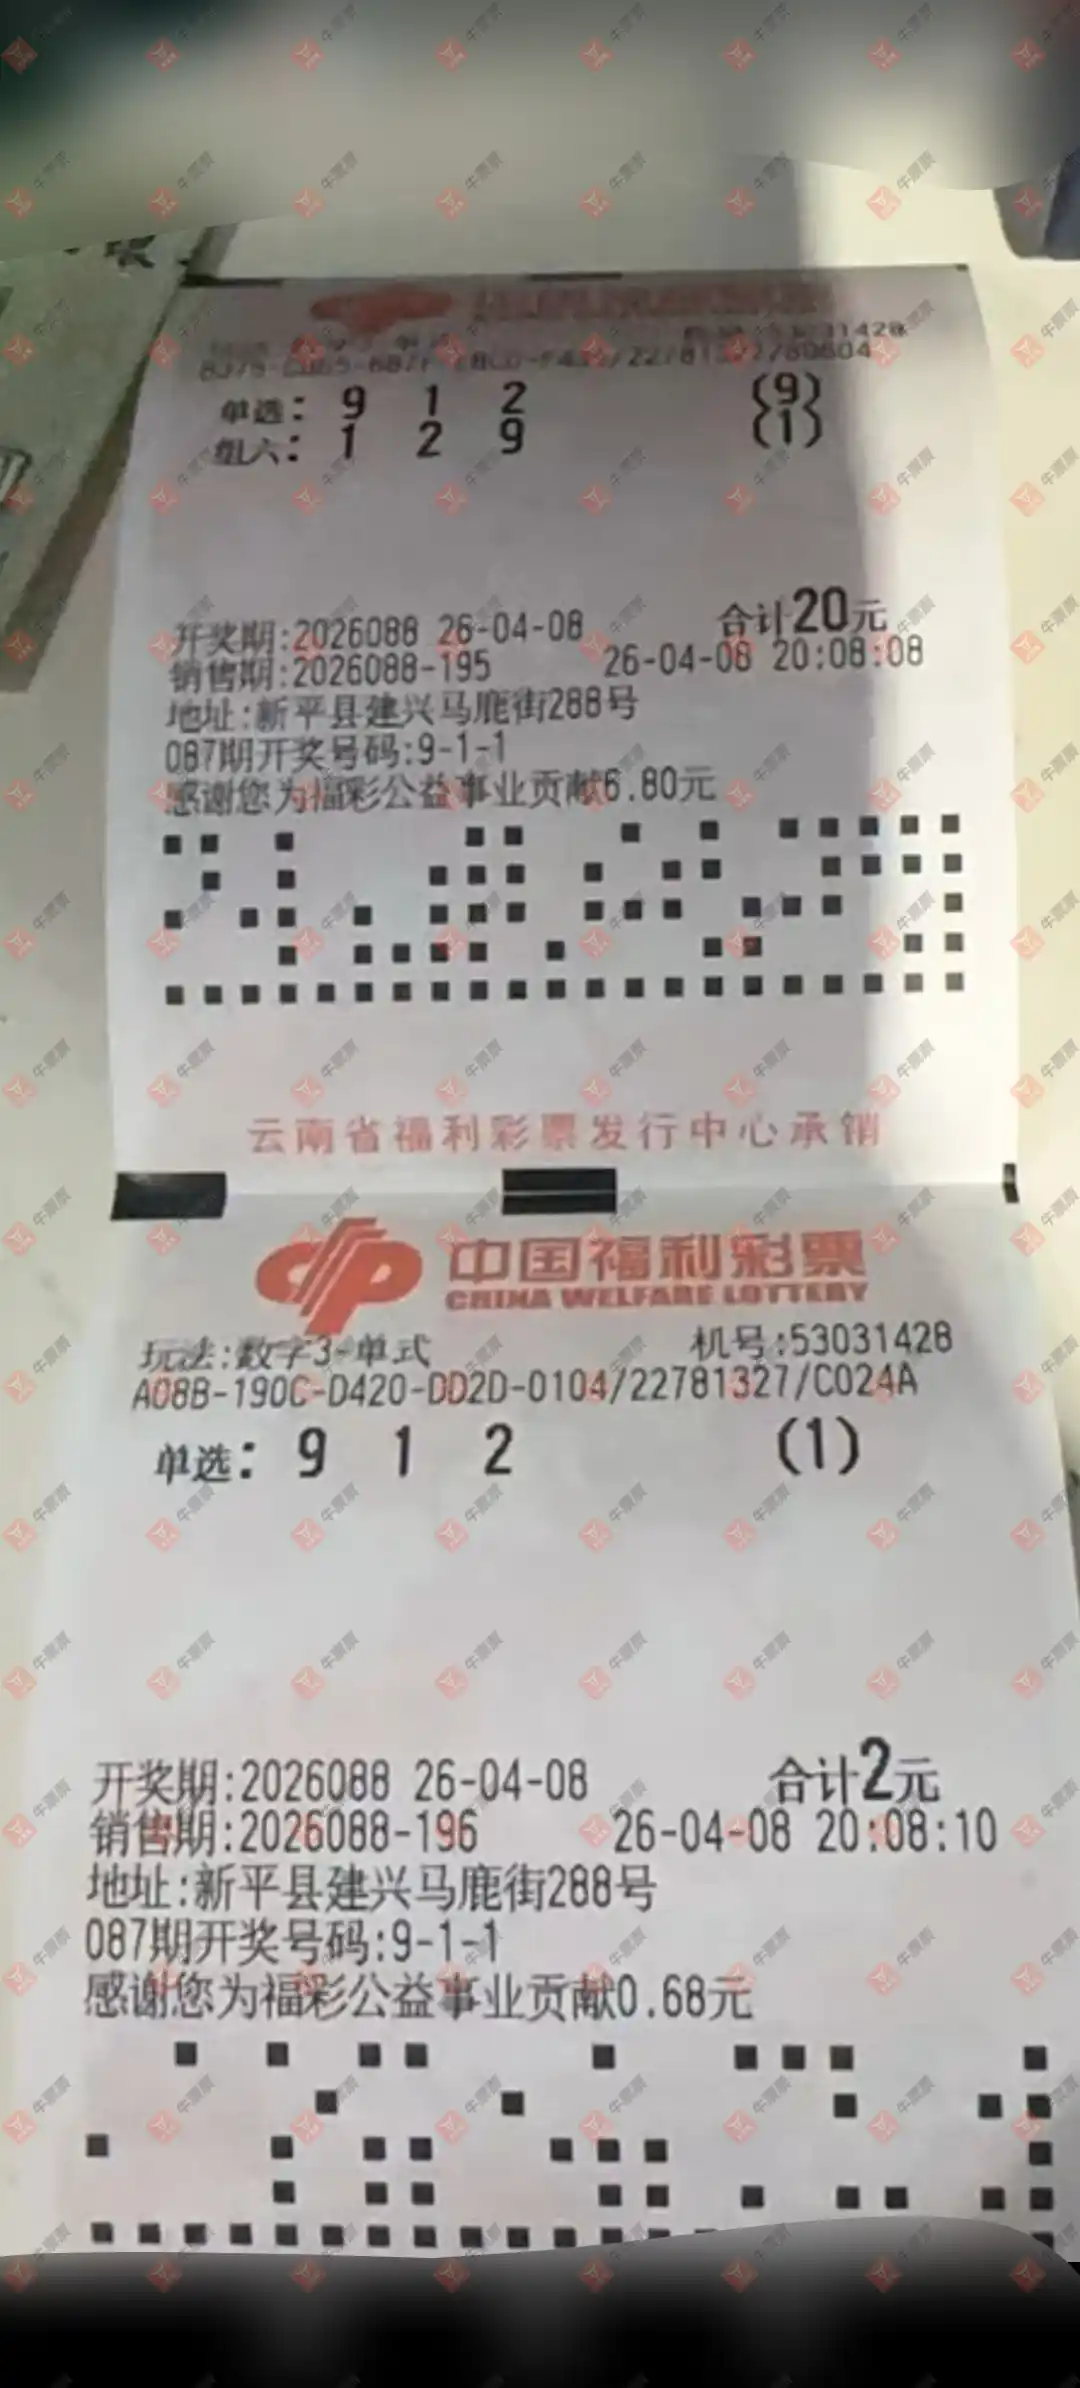 单选: 9 1 2 (9)
组六: 1 2 9 (1)
合计20元
开奖期:2026088 26-04-08
销售期:2026088-195 26-04-08 20:08:08
地址:新平县建兴马鹿街288号
087期开奖号码:9-1-1
感谢您为福彩公益事业贡献6.80元
云南省福利彩票发行中心承销
中国福利彩票
CHINA WELFARE LOTTERY
玩法:数字3-单式 机号:53031428
A08B-190C-D420-DD2D-0104/22781327/C024A
单选: 9 1 2 (1)
开奖期:2026088 26-04-08 合计2元
销售期:2026088-196 26-04-08 20:08:10
地址:新平县建兴马鹿街288号
087期开奖号码:9-1-1
感谢您为福彩公益事业贡献0.68元
牛票票